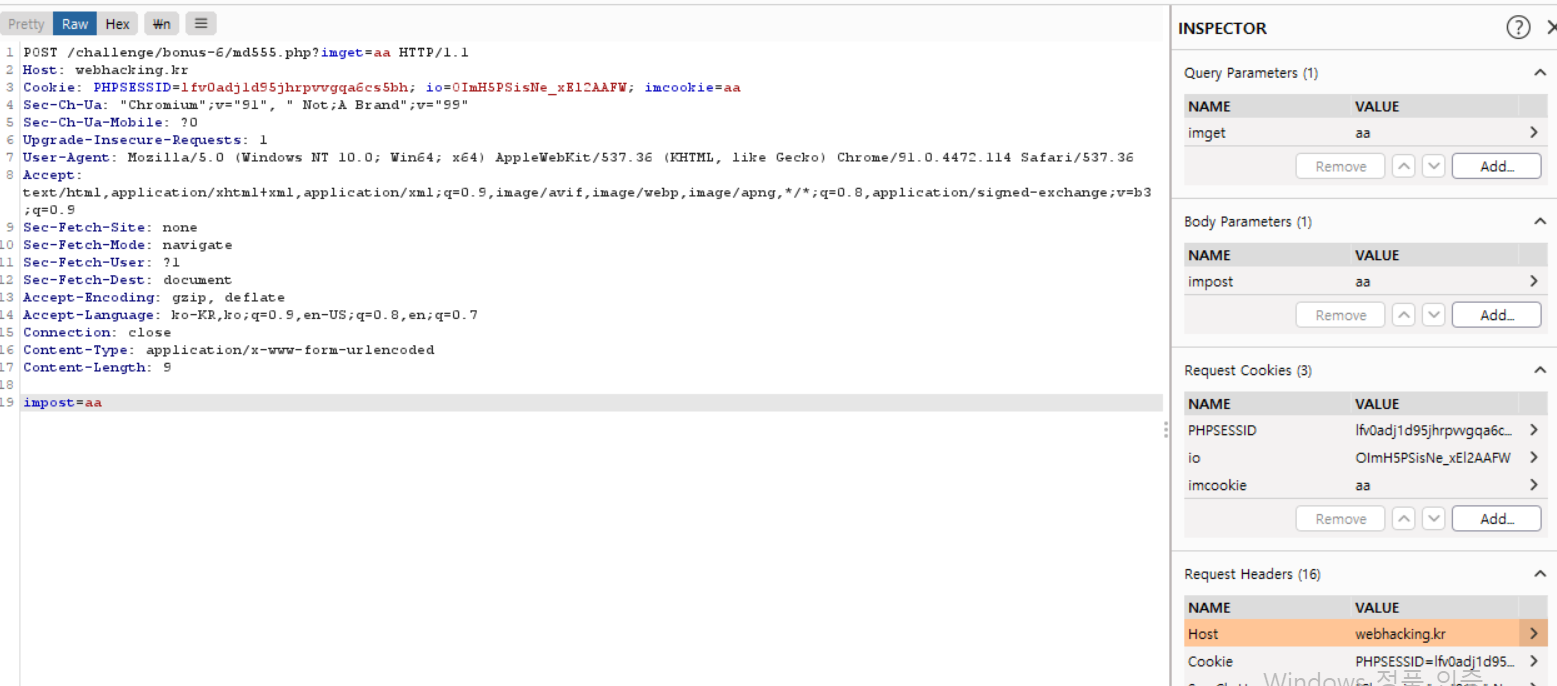 Pretty Raw Hex \n ≡
INSPECTOR
1 POST /challenge/bonus-6/md555.php?imget=aa HTTP/1.1
2 Host: webhacking.kr
3 Cookie: PHPSESSID=lfv0adj1d95jhrpvvgqa6cs5bh; io=OImH5PSisNe_xEl2AAFW; imcookie=aa
4 Sec-Ch-Ua: "Chromium";v="91", " Not;A Brand";v="99"
5 Sec-Ch-Ua-Mobile: ?0
6 Upgrade-Insecure-Requests: 1
7 User-Agent: Mozilla/5.0 (Windows NT 10.0; Win64; x64) AppleWebKit/537.36 (KHTML, like Gecko) Chrome/91.0.4472.114 Safari/537.36
8 Accept:
text/html,application/xhtml+xml,application/xml;q=0.9,image/avif,image/webp,image/apng,*/*;q=0.8,application/signed-exchange;v=b3
;q=0.9
9 Sec-Fetch-Site: none
10 Sec-Fetch-Mode: navigate
11 Sec-Fetch-User: ?1
12 Sec-Fetch-Dest: document
13 Accept-Encoding: gzip, deflate
14 Accept-Language: ko-KR,ko;q=0.9,en-US;q=0.8,en;q=0.7
15 Connection: close
16 Content-Type: application/x-www-form-urlencoded
17 Content-Length: 9
18
19 impost=aa
Query Parameters (1)
NAME VALUE
imget aa
Remove Add...
Body Parameters (1)
NAME VALUE
impost aa
Remove Add...
Request Cookies (3)
NAME VALUE
PHPSESSID lfv0adj1d95jhrpvvgqa6c...
io OImH5PSisNe_xEl2AAFW
imcookie aa
Remove Add...
Request Headers (16)
NAME VALUE
Host webhacking.kr
Cookie PHPSESSID=lfv0adj1d95...
Windows 정품 인증